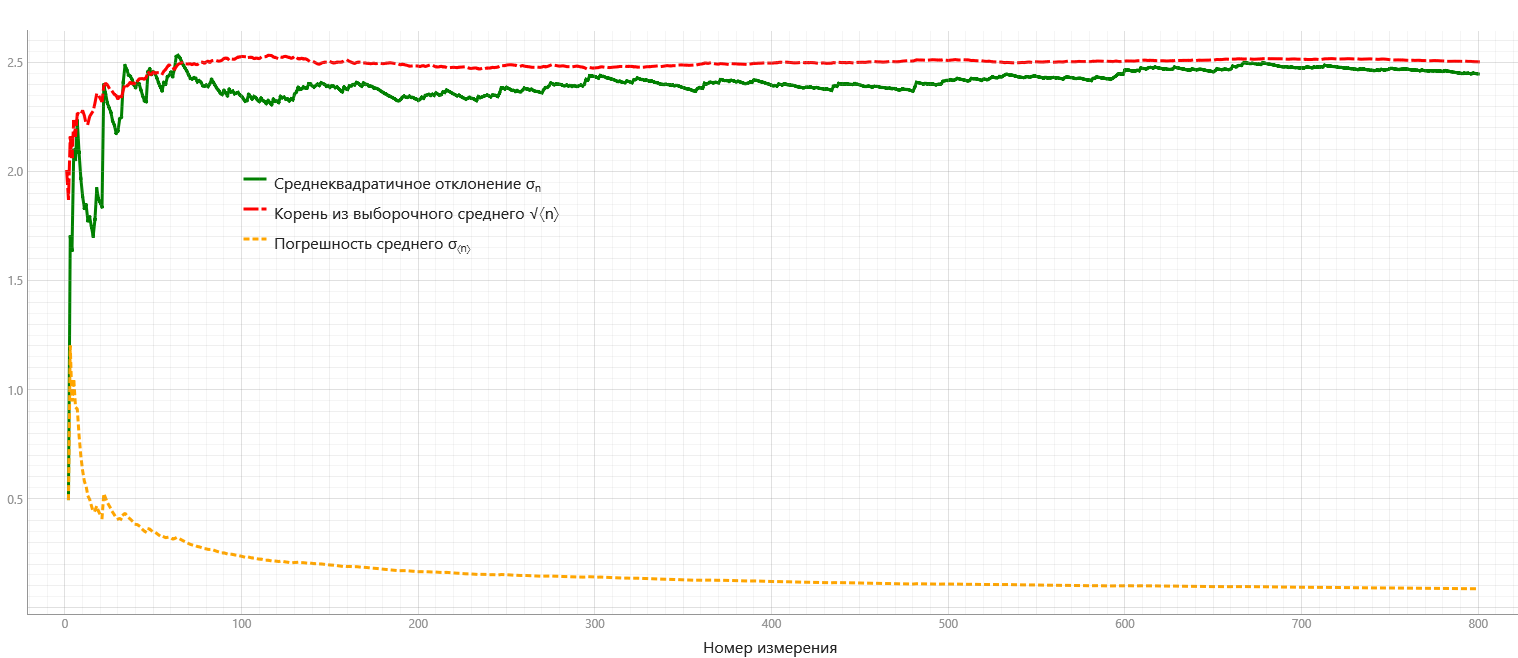 2.5
2.0
1.5
1.0
0.5
Среднеквадратичное отклонение σn
Корень из выборочного среднего √⟨n⟩
Погрешность среднего σ⟨n⟩
0 100 200 300 400 500 600 700 800
Номер измерения